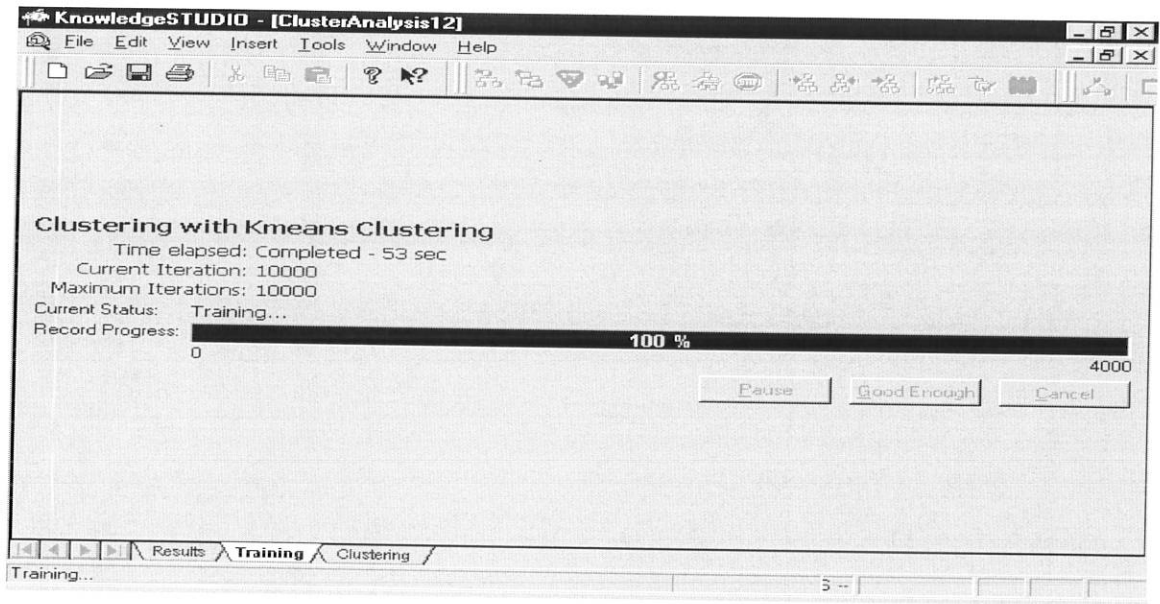 KnowledgeSTUDIO - [ClusterAnalysis12]
File Edit View Insert Tools Window Help
Clustering with Kmeans Clustering
Time elapsed: Completed - 53 sec
Current Iteration: 10000
Maximum Iterations: 10000
Current Status: Training...
Record Progress: 100 %
0 4000
Pause Good Enough Cancel
Results Training Clustering
Training...